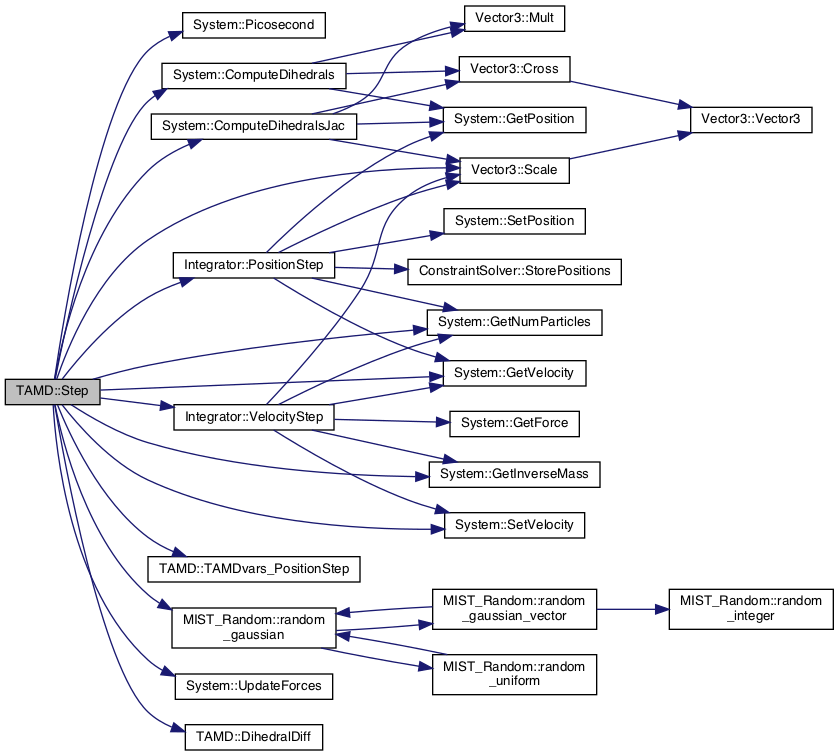 System::Picosecond
Vector3::Mult
System::ComputeDihedrals
Vector3::Cross
System::ComputeDihedralsJac
System::GetPosition
Vector3::Vector3
Vector3::Scale
System::SetPosition
Integrator::PositionStep
ConstraintSolver::StorePositions
System::GetNumParticles
System::GetVelocity
TAMD::Step
Integrator::VelocityStep
System::GetForce
System::GetInverseMass
System::SetVelocity
TAMD::TAMDvars_PositionStep
MIST_Random::random
_gaussian
MIST_Random::random
_gaussian_vector
MIST_Random::random
_integer
MIST_Random::random
_uniform
System::UpdateForces
TAMD::DihedralDiff